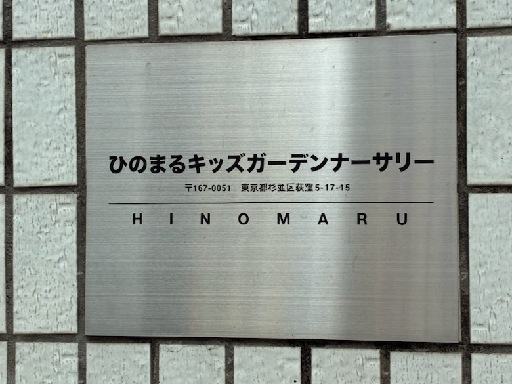 ひのまるキッズガーデンナーサリー
〒167-0051 東京都杉並区荻窪5-17-15
HINOMARU